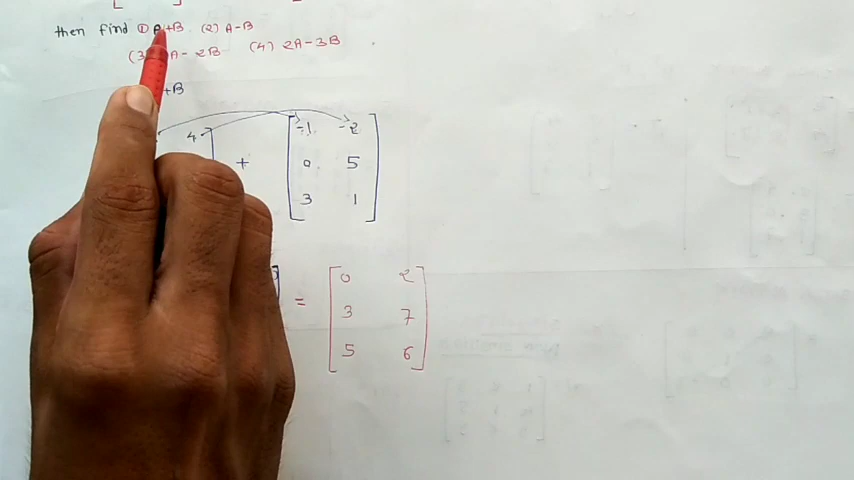 then find ① A+B (2) A-B
(3) A - 2B (4) 2A-3B
+B
4 + -1 -2
0 5
3 1
= 0 2
3 7
5 6